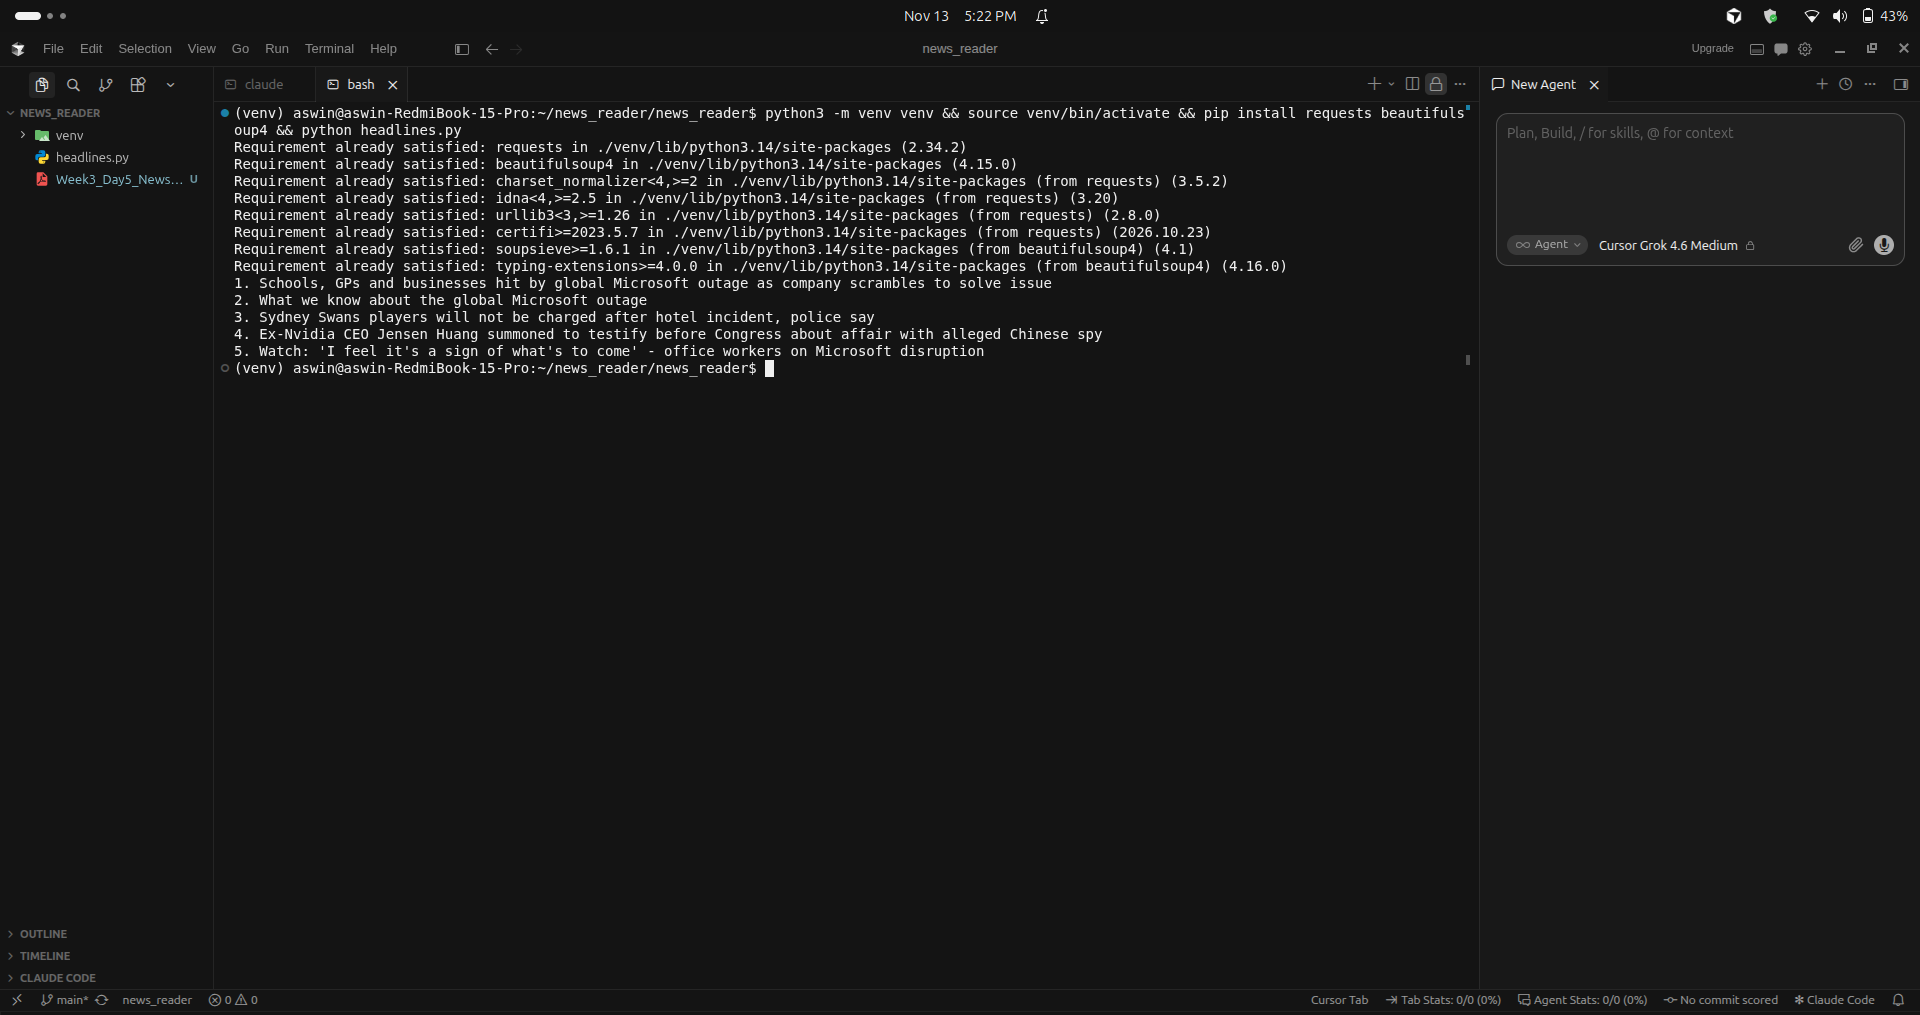 Nov 13 5:22 PM
43%
File Edit Selection View Go Run Terminal Help
news_reader
Upgrade
claude
bash
New Agent
NEWS_READER
venv
headlines.py
Week3_Day5_News... U
(venv) aswin@aswin-RedmiBook-15-Pro:~/news_reader/news_reader$ python3 -m venv venv && source venv/bin/activate && pip install requests beautifuls
oup4 && python headlines.py
Requirement already satisfied: requests in ./venv/lib/python3.14/site-packages (2.34.2)
Requirement already satisfied: beautifulsoup4 in ./venv/lib/python3.14/site-packages (4.15.0)
Requirement already satisfied: charset_normalizer<4,>=2 in ./venv/lib/python3.14/site-packages (from requests) (3.5.2)
Requirement already satisfied: idna<4,>=2.5 in ./venv/lib/python3.14/site-packages (from requests) (3.20)
Requirement already satisfied: urllib3<3,>=1.26 in ./venv/lib/python3.14/site-packages (from requests) (2.8.0)
Requirement already satisfied: certifi>=2023.5.7 in ./venv/lib/python3.14/site-packages (from requests) (2026.10.23)
Requirement already satisfied: soupsieve>=1.6.1 in ./venv/lib/python3.14/site-packages (from beautifulsoup4) (4.1)
Requirement already satisfied: typing-extensions>=4.0.0 in ./venv/lib/python3.14/site-packages (from beautifulsoup4) (4.16.0)
1. Schools, GPs and businesses hit by global Microsoft outage as company scrambles to solve issue
2. What we know about the global Microsoft outage
3. Sydney Swans players will not be charged after hotel incident, police say
4. Ex-Nvidia CEO Jensen Huang summoned to testify before Congress about affair with alleged Chinese spy
5. Watch: 'I feel it's a sign of what's to come' - office workers on Microsoft disruption
(venv) aswin@aswin-RedmiBook-15-Pro:~/news_reader/news_reader$
Plan, Build, / for skills, @ for context
Agent
Cursor Grok 4.6 Medium
OUTLINE
TIMELINE
CLAUDE CODE
main* news_reader 0 0
Cursor Tab Tab Stats: 0/0 (0%) Agent Stats: 0/0 (0%) No commit scored Claude Code